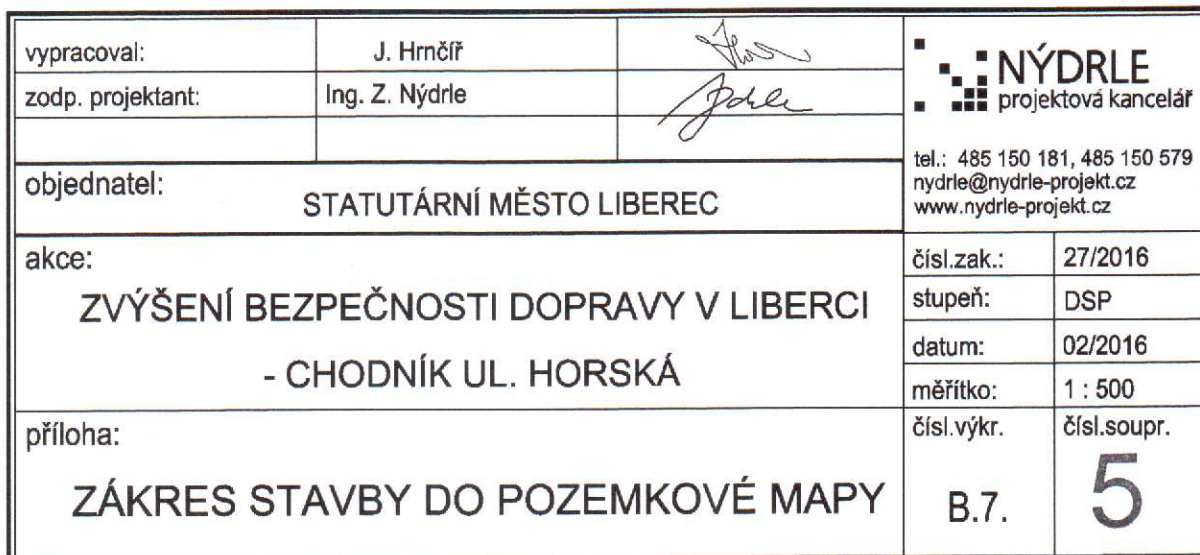 vypracoval: J. Hrnčíř
zodp. projektant: Ing. Z. Nýdrle
NÝDRLE
projektová kancelář
tel.: 485 150 181, 485 150 579
nydrle@nydrle-projekt.cz
www.nydrle-projekt.cz
objednatel:
STATUTÁRNÍ MĚSTO LIBEREC
akce:
ZVÝŠENÍ BEZPEČNOSTI DOPRAVY V LIBERCI
- CHODNÍK UL. HORSKÁ
čísl.zak.: 27/2016
stupeň: DSP
datum: 02/2016
měřítko: 1 : 500
příloha:
ZÁKRES STAVBY DO POZEMKOVÉ MAPY
čísl.výkr. čísl.soupr.
B.7. 5